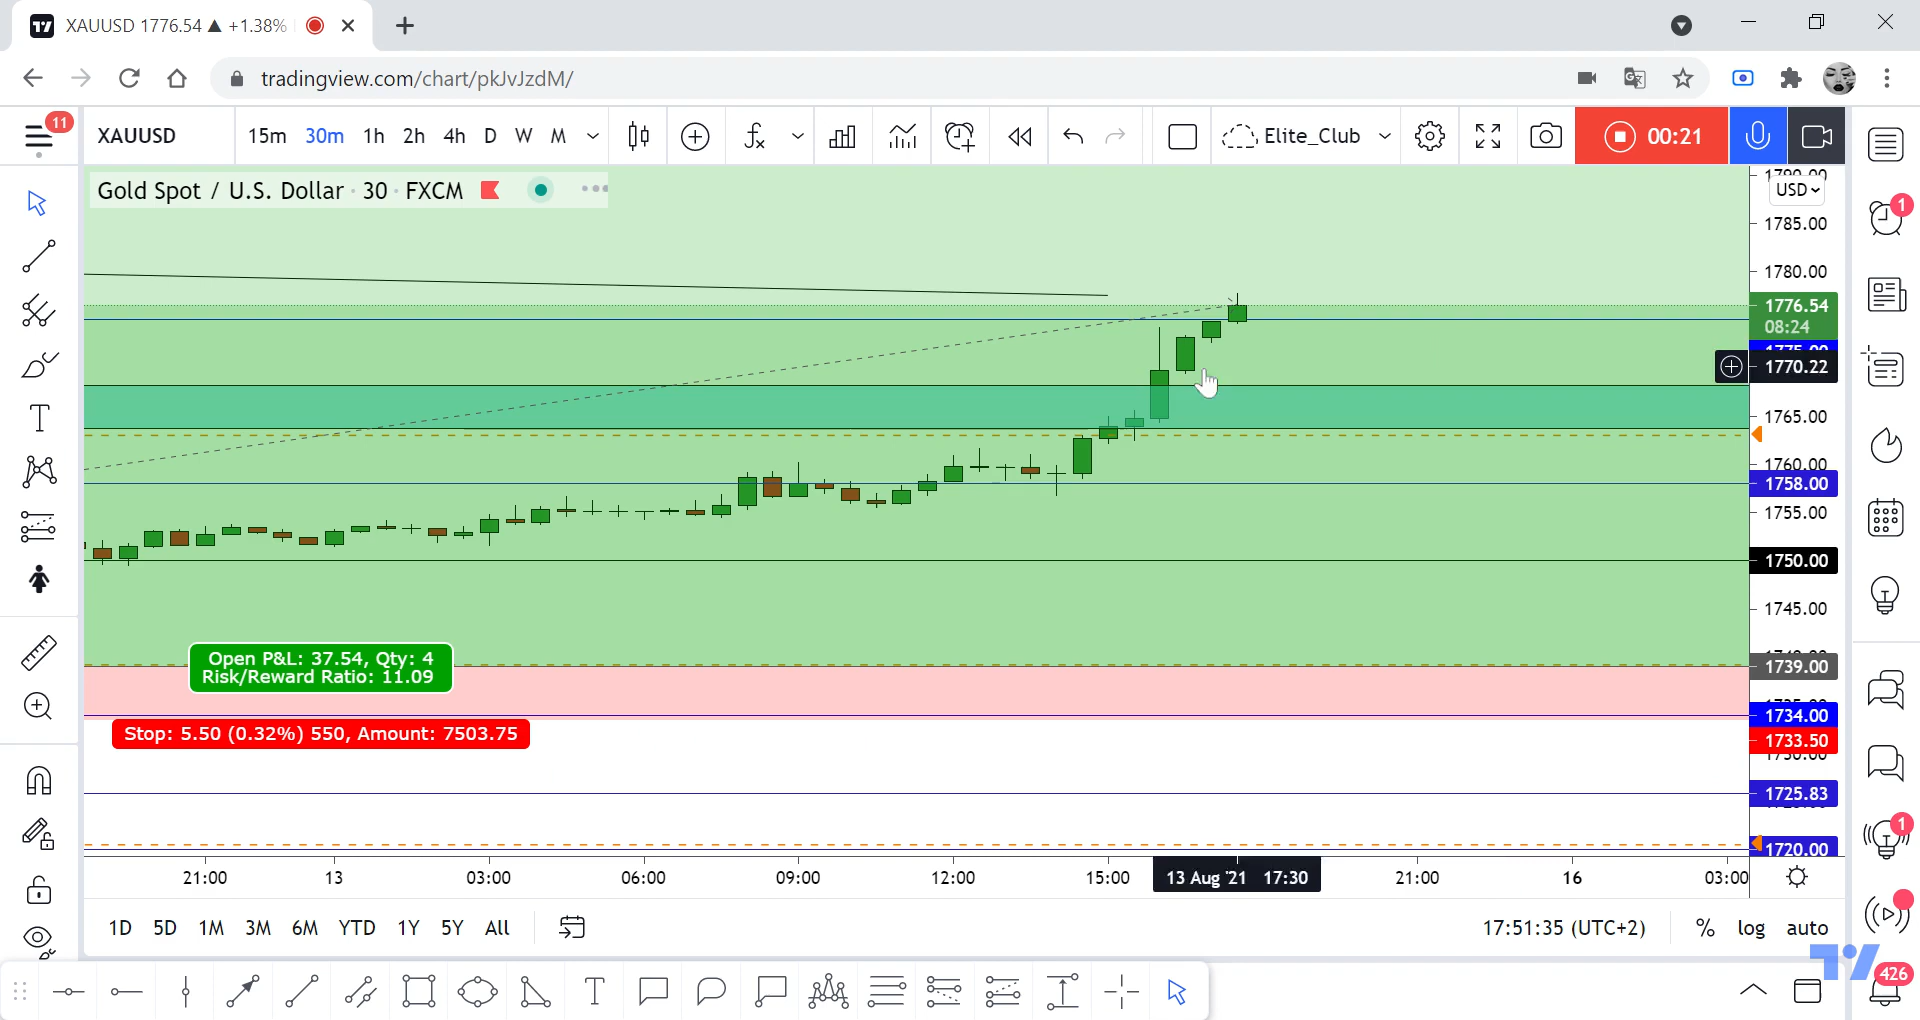 XAUUSD 1776.54 ▲ +1.38%
tradingview.com/chart/pkJvJzdM/
11
XAUUSD 15m 30m 1h 2h 4h D W M Elite_Club 00:21
Gold Spot / U.S. Dollar · 30 · FXCM
USD
1790.00
1785.00
1780.00
1776.54
08:24
1775.00
1770.22
1765.00
1760.00
1758.00
1755.00
1750.00
1745.00
1739.00
1734.00
1733.50
1730.00
1725.83
1720.00
Open P&L: 37.54, Qty: 4
Risk/Reward Ratio: 11.09
Stop: 5.50 (0.32%) 550, Amount: 7503.75
21:00 13 03:00 06:00 09:00 12:00 15:00 13 Aug '21 17:30 21:00 16 03:00
1D 5D 1M 3M 6M YTD 1Y 5Y All 17:51:35 (UTC+2) % log auto
1
1
426